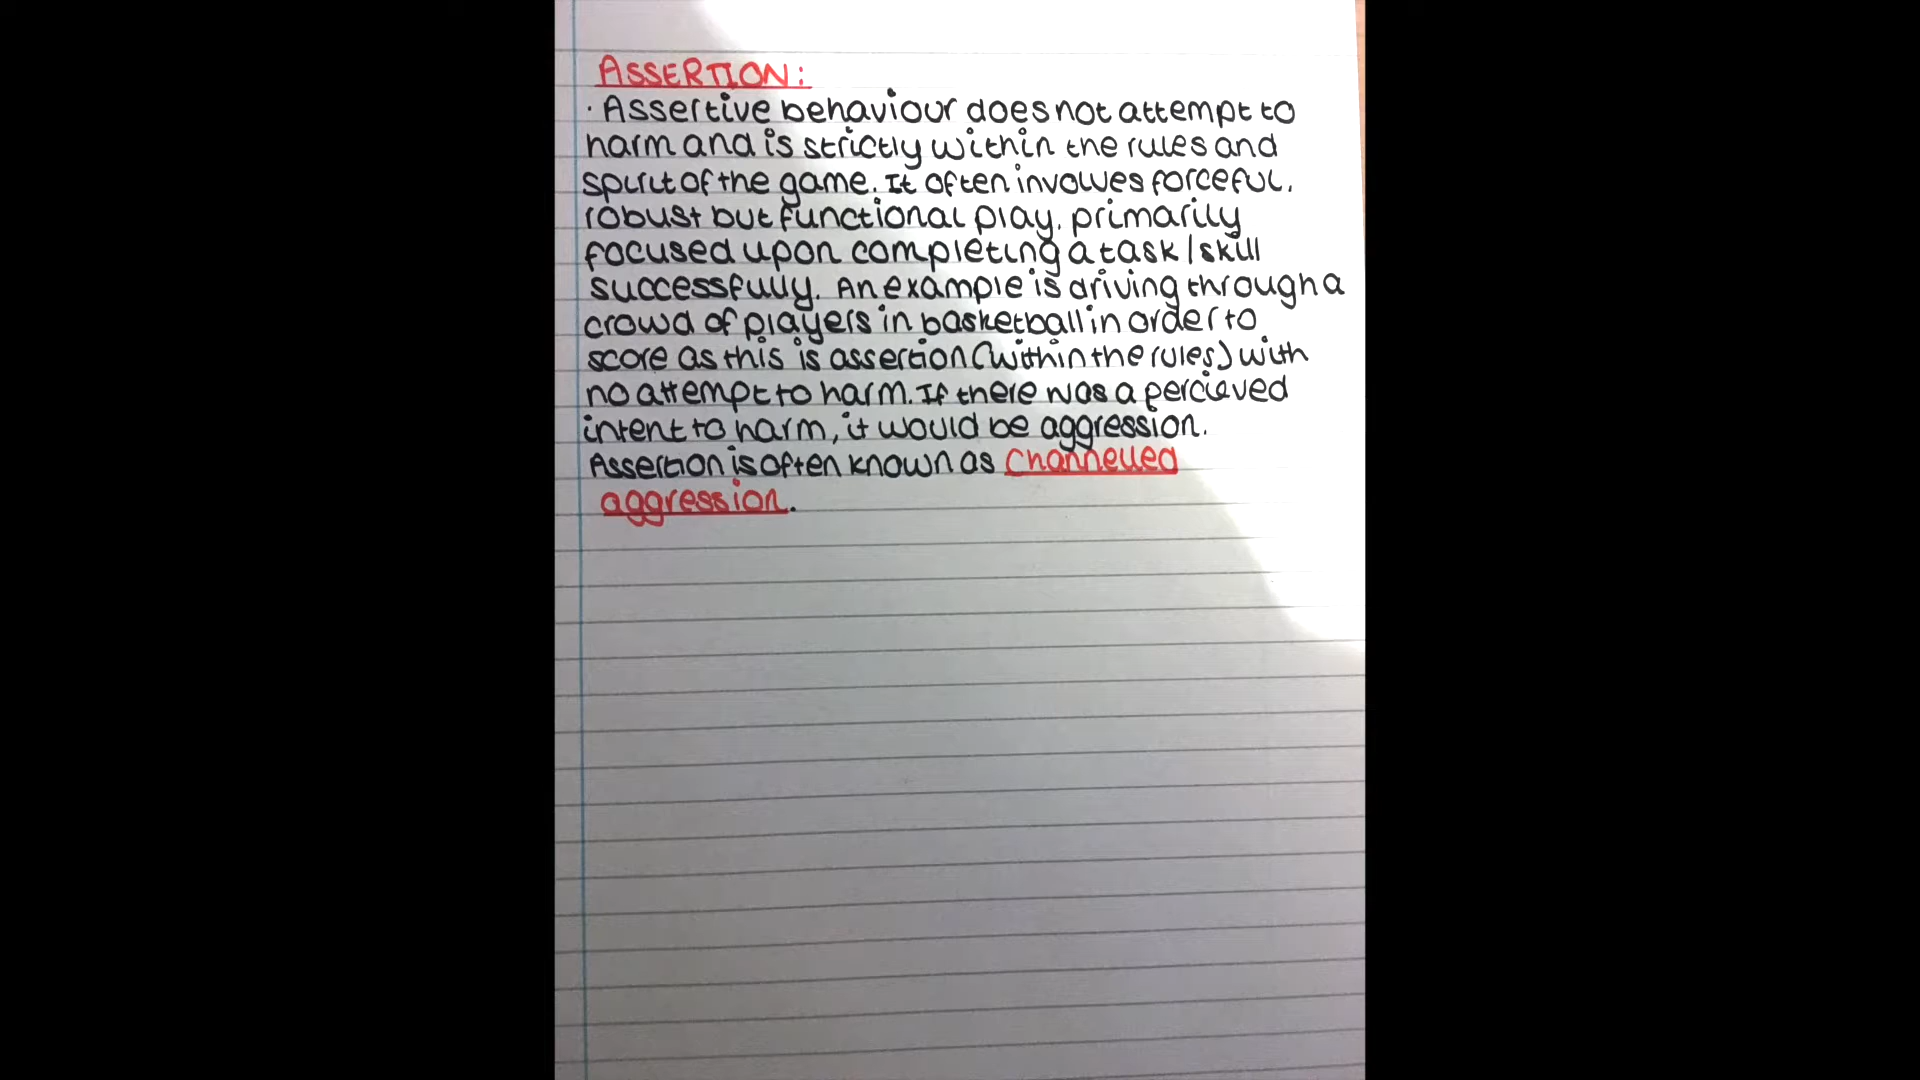 ASSERTION:
· Assertive behaviour does not attempt to
harm and is strictly within the rules and
spirit of the game. It often involves forceful,
robust but functional play, primarily
focused upon completing a task/skill
successfully. An example is driving through a
crowd of players in basketball in order to
score as this is assertion (within the rules) with
no attempt to harm. If there was a percieved
intent to harm, it would be aggression.
Assertion is often known as channelled
aggression.